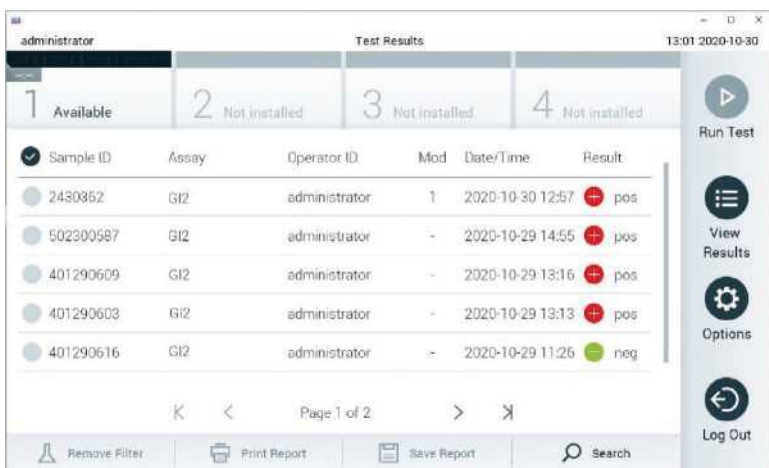 administrator Test Results 13:01 2020-10-30
1 Available 2 Not installed 3 Not installed 4 Not installed
Run Test
Sample ID Assay Operator ID Mod Date/Time Result
2430362 GI2 administrator 1 2020-10-30 12:57 pos
502300587 GI2 administrator - 2020-10-29 14:55 pos
View Results
401290609 GI2 administrator - 2020-10-29 13:16 pos
401290603 GI2 administrator - 2020-10-29 13:13 pos
Options
401290616 GI2 administrator - 2020-10-29 11:26 neg
Page 1 of 2
Log Out
Remove Filter Print Report Save Report Search